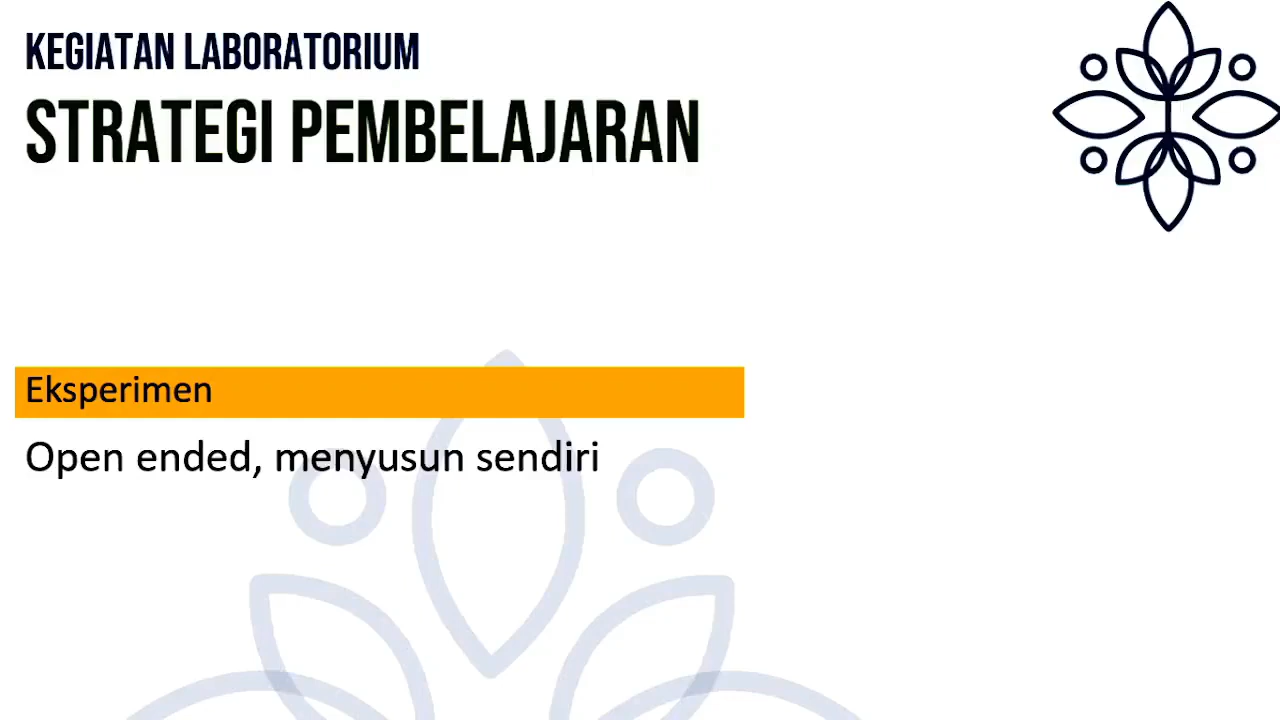 KEGIATAN LABORATORIUM
STRATEGI PEMBELAJARAN
Eksperimen
Open ended, menyusun sendiri